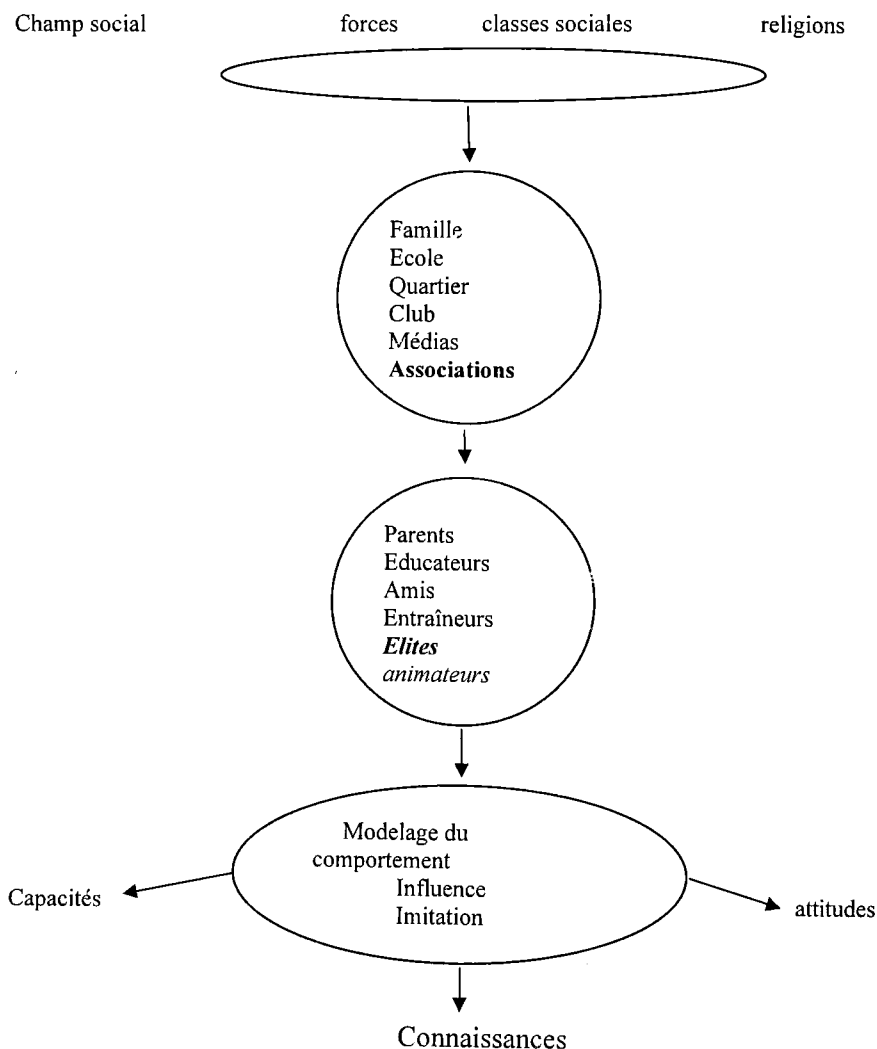 Champ social forces classes sociales religions
Famille
Ecole
Quartier
Club
Médias
Associations
Parents
Educateurs
Amis
Entraîneurs
Elites
animateurs
Modelage du
comportement
Influence
Imitation
Capacités
attitudes
Connaissances